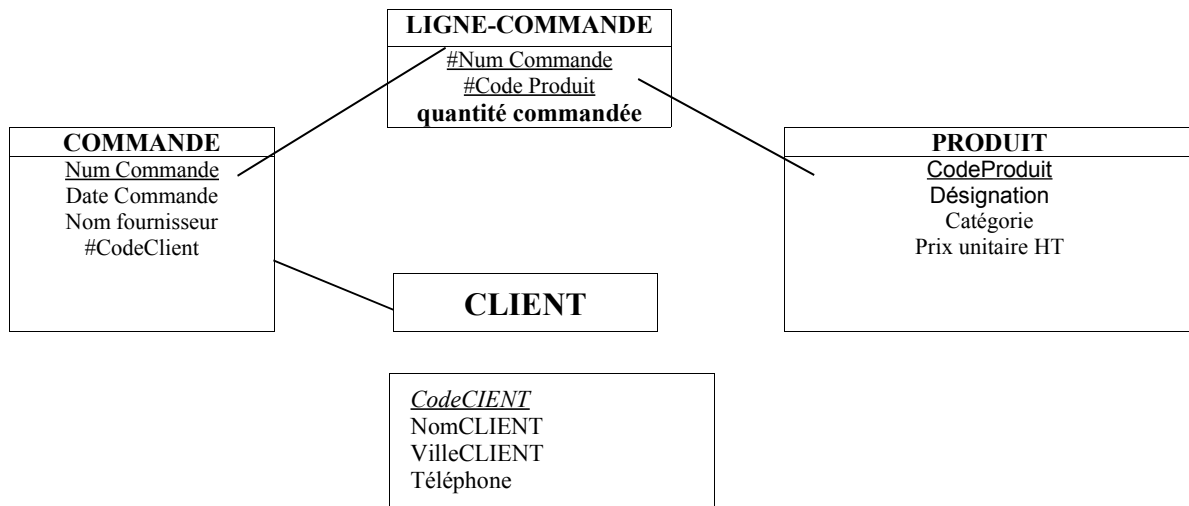 LIGNE-COMMANDE
#Num Commande
#Code Produit
quantité commandée
COMMANDE
Num Commande
Date Commande
Nom fournisseur
#CodeClient
PRODUIT
CodeProduit
Désignation
Catégorie
Prix unitaire HT
CLIENT
CodeCIENT
NomCLIENT
VilleCLIENT
Téléphone